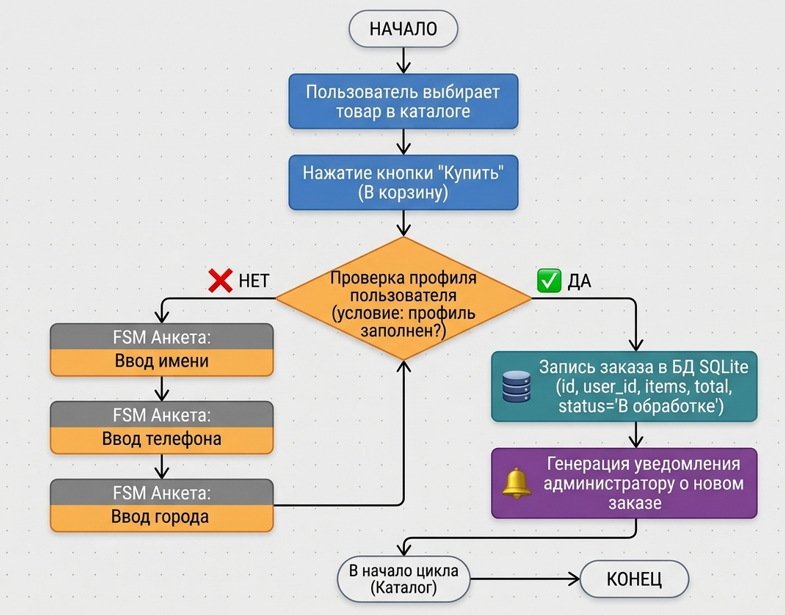 НАЧАЛО
Пользователь выбирает
товар в каталоге
Нажатие кнопки "Купить"
(В корзину)
Проверка профиля
пользователя
(условие: профиль
заполнен?)
НЕТ
ДА
FSM Анкета:
Ввод имени
FSM Анкета:
Ввод телефона
FSM Анкета:
Ввод города
Запись заказа в БД SQLite
(id, user_id, items, total,
status='В обработке')
Генерация уведомления
администратору о новом
заказе
В начало цикла
(Каталог)
КОНЕЦ